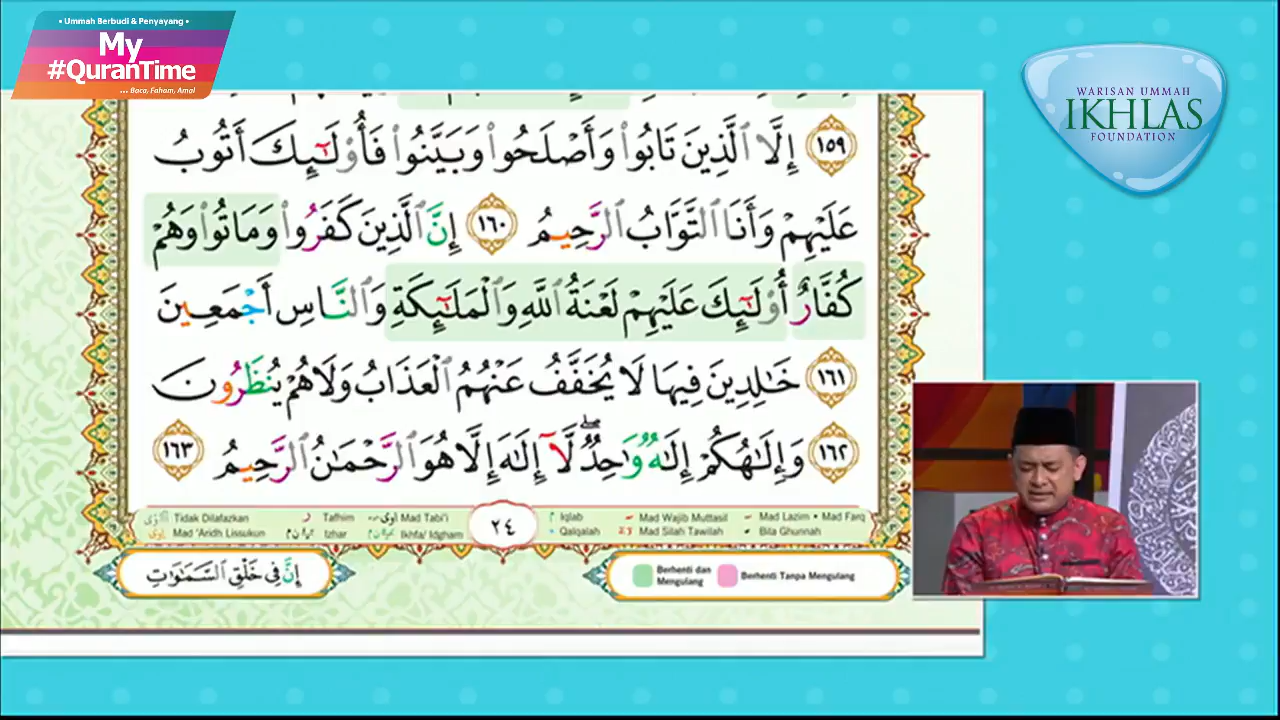 • Ummah Berbudi & Penyayang •
My
#QuranTime
... Baca, Faham, Amal
WARISAN UMMAH
IKHLAS
FOUNDATION
١٥٩ إِلَّا ٱلَّذِينَ تَابُوا۟ وَأَصْلَحُوا۟ وَبَيَّنُوا۟ فَأُو۟لَـٰٓئِكَ أَتُوبُ
عَلَيْهِمْ وَأَنَا ٱلتَّوَّابُ ٱلرَّحِيمُ ١٦٠ إِنَّ ٱلَّذِينَ كَفَرُوا۟ وَمَاتُوا۟ وَهُمْ
كُفَّارٌ أُو۟لَـٰٓئِكَ عَلَيْهِمْ لَعْنَةُ ٱللَّهِ وَٱلْمَلَـٰٓئِكَةِ وَٱلنَّاسِ أَجْمَعِينَ
١٦١ خَـٰلِدِينَ فِيهَا لَا يُخَفَّفُ عَنْهُمُ ٱلْعَذَابُ وَلَا هُمْ يُنظَرُونَ
١٦٢ وَإِلَـٰهُكُمْ إِلَـٰهٌ وَٰحِدٌ ۖ لَّآ إِلَـٰهَ إِلَّا هُوَ ٱلرَّحْمَـٰنُ ٱلرَّحِيمُ ١٦٣
Tidak Dilafazkan Tafhim Mad Tabi'i ٢٤ Iqlab Mad Wajib Muttasil Mad Lazim • Mad Farq
Mad 'Aridh Lissukun Izhar Ikhfa/ Idgham Qalqalah Mad Silah Tawilah Bila Ghunnah
إِنَّ فِي خَلْقِ ٱلسَّمَـٰوَٰتِ
Berhenti dan Mengulang
Berhenti Tanpa Mengulang